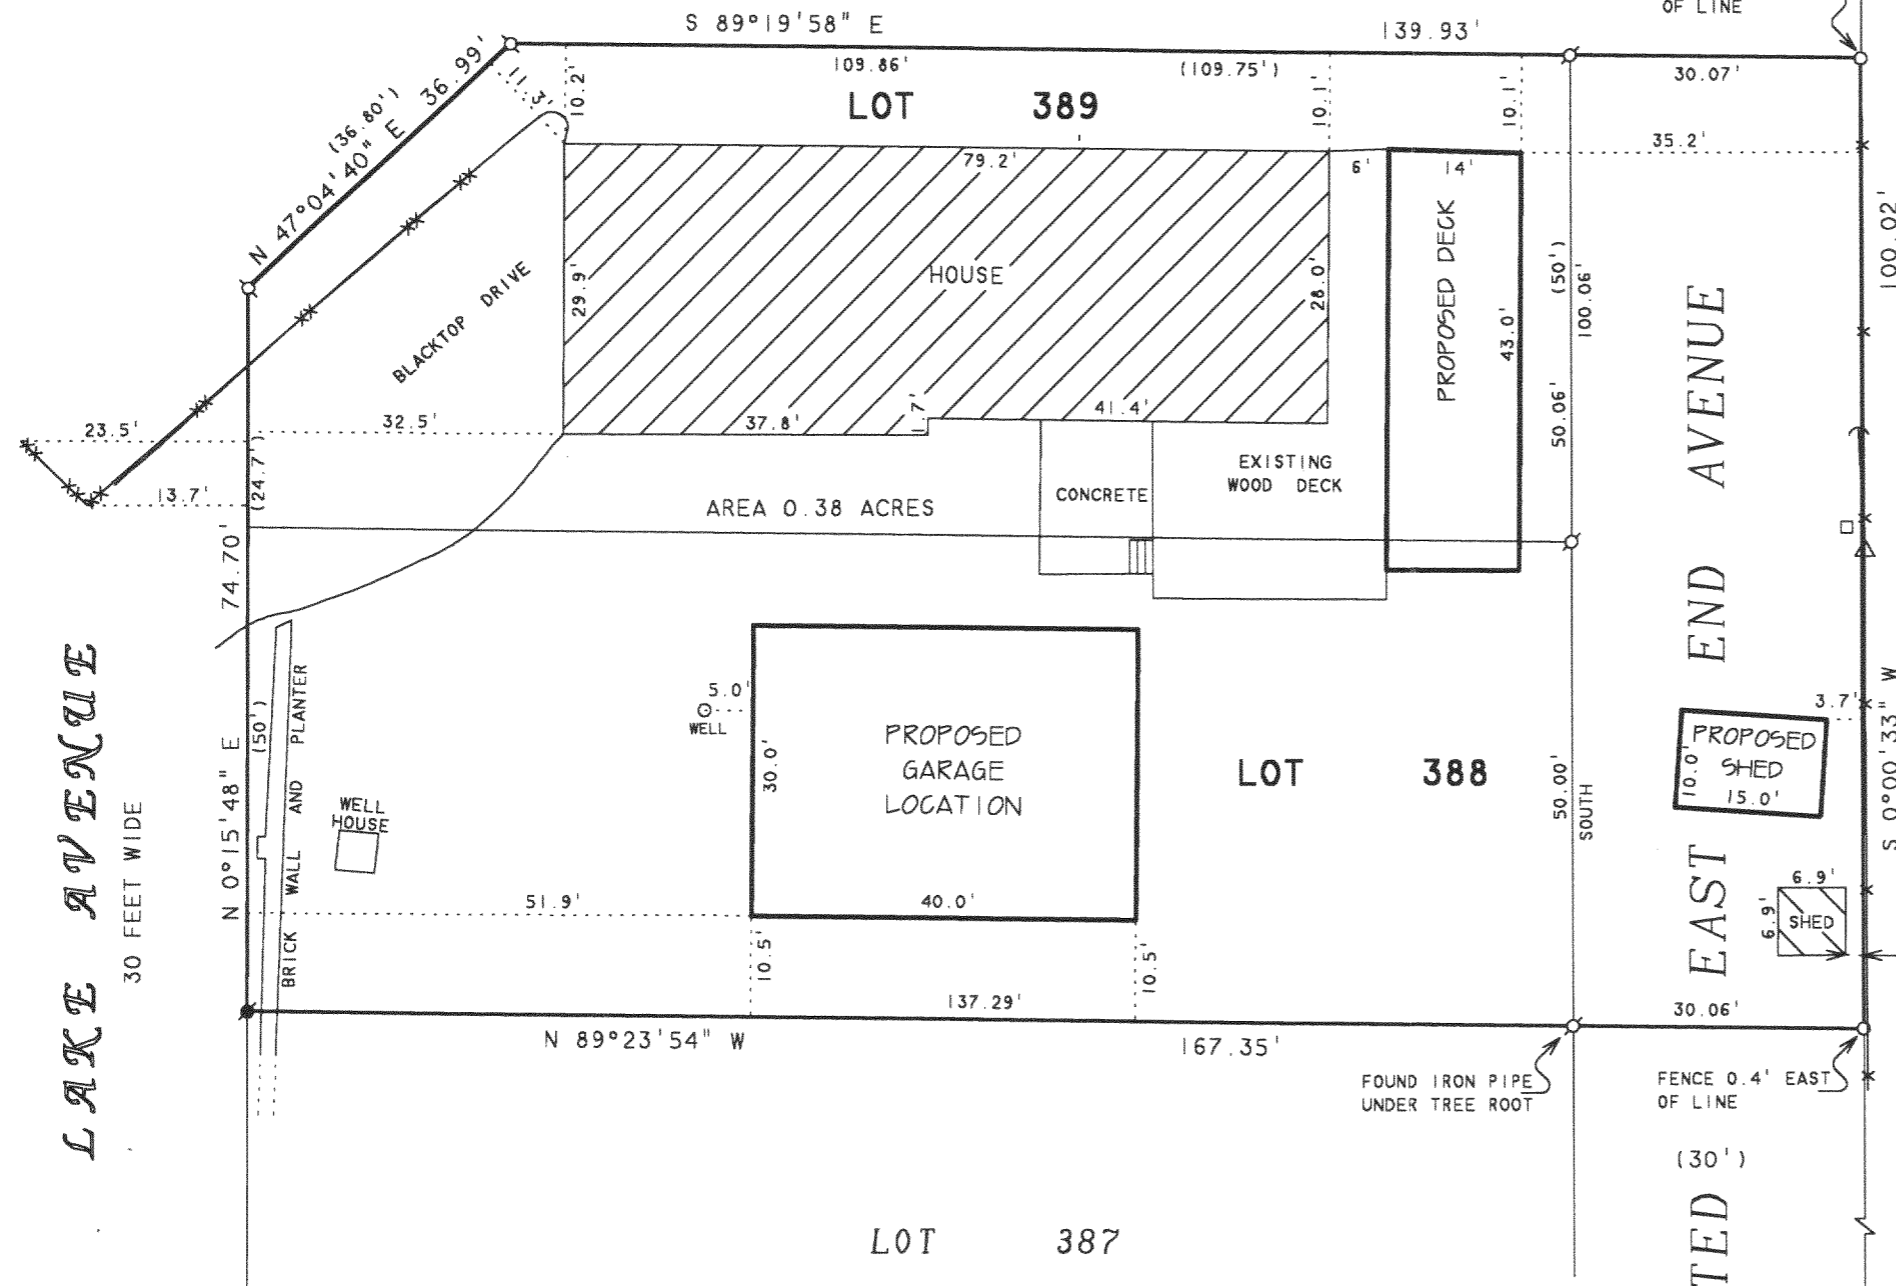 OF LINE
S 89°19'58" E
139.93'
109.86'
(109.75')
30.07'
LOT 389
N 47°04'40" E 36.99'
(36.80')
11.3'
10.2'
10.1'
10.1'
35.2'
79.2'
6'
14'
HOUSE
29.9'
28.0'
PROPOSED DECK
43.0'
(50')
100.06'
50.06'
100.02'
BLACKTOP DRIVE
23.5'
32.5'
37.8'
1.7'
41.4'
13.7'
(24.7')
EXISTING
WOOD DECK
CONCRETE
AREA 0.38 ACRES
74.70'
N 0°15'48" E
(50')
BRICK WALL AND PLANTER
LAKE AVENUE
30 FEET WIDE
WELL
HOUSE
5.0'
WELL
30.0'
PROPOSED
GARAGE
LOCATION
40.0'
51.9'
10.5'
10.5'
LOT 388
50.00'
SOUTH
EAST END AVENUE
3.7'
PROPOSED
SHED
10.0'
15.0'
S 0°00'33" W
6.9'
6.9'
SHED
137.29'
30.06'
N 89°23'54" W
167.35'
FOUND IRON PIPE
UNDER TREE ROOT
FENCE 0.4' EAST
OF LINE
(30')
TED
LOT 387